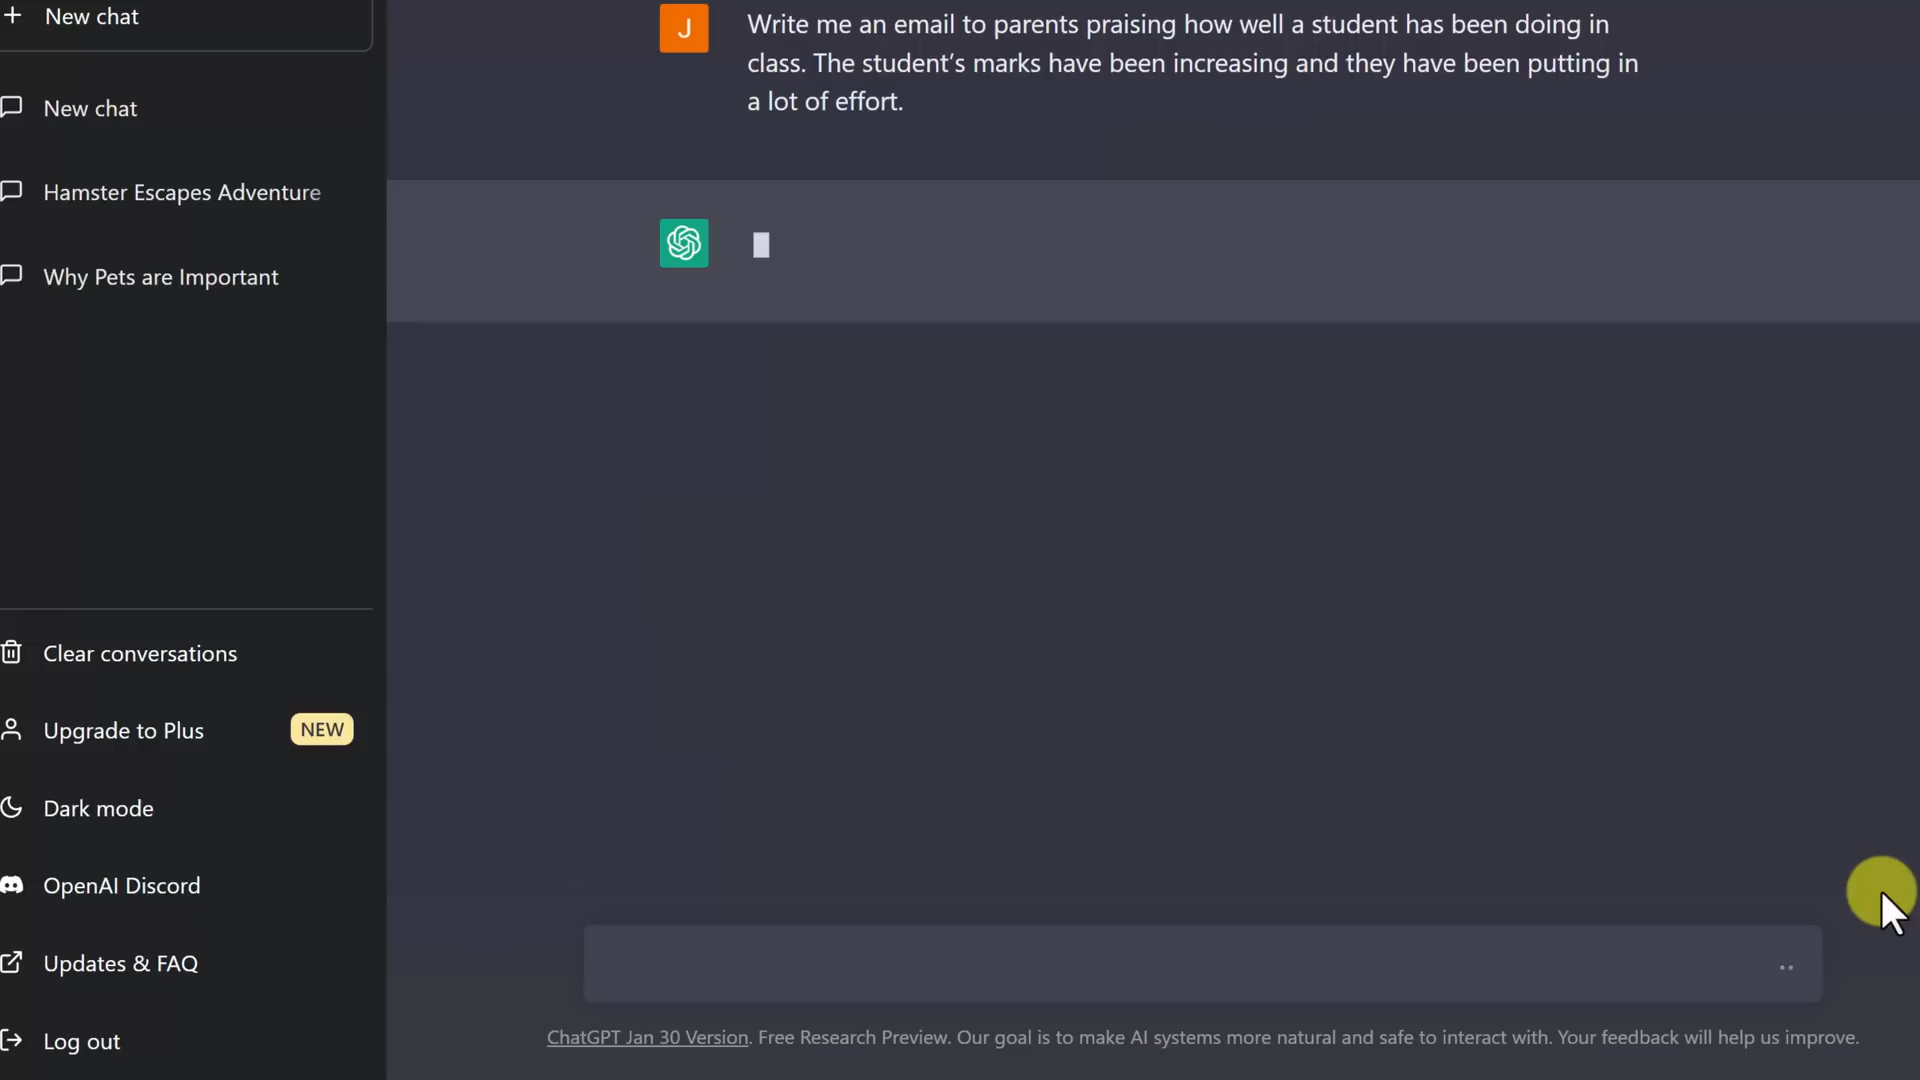 New chat
New chat
Hamster Escapes Adventure
Why Pets are Important
Clear conversations
Upgrade to Plus NEW
Dark mode
OpenAI Discord
Updates & FAQ
Log out
J
Write me an email to parents praising how well a student has been doing in
class. The student’s marks have been increasing and they have been putting in
a lot of effort.
ChatGPT Jan 30 Version. Free Research Preview. Our goal is to make AI systems more natural and safe to interact with. Your feedback will help us improve.